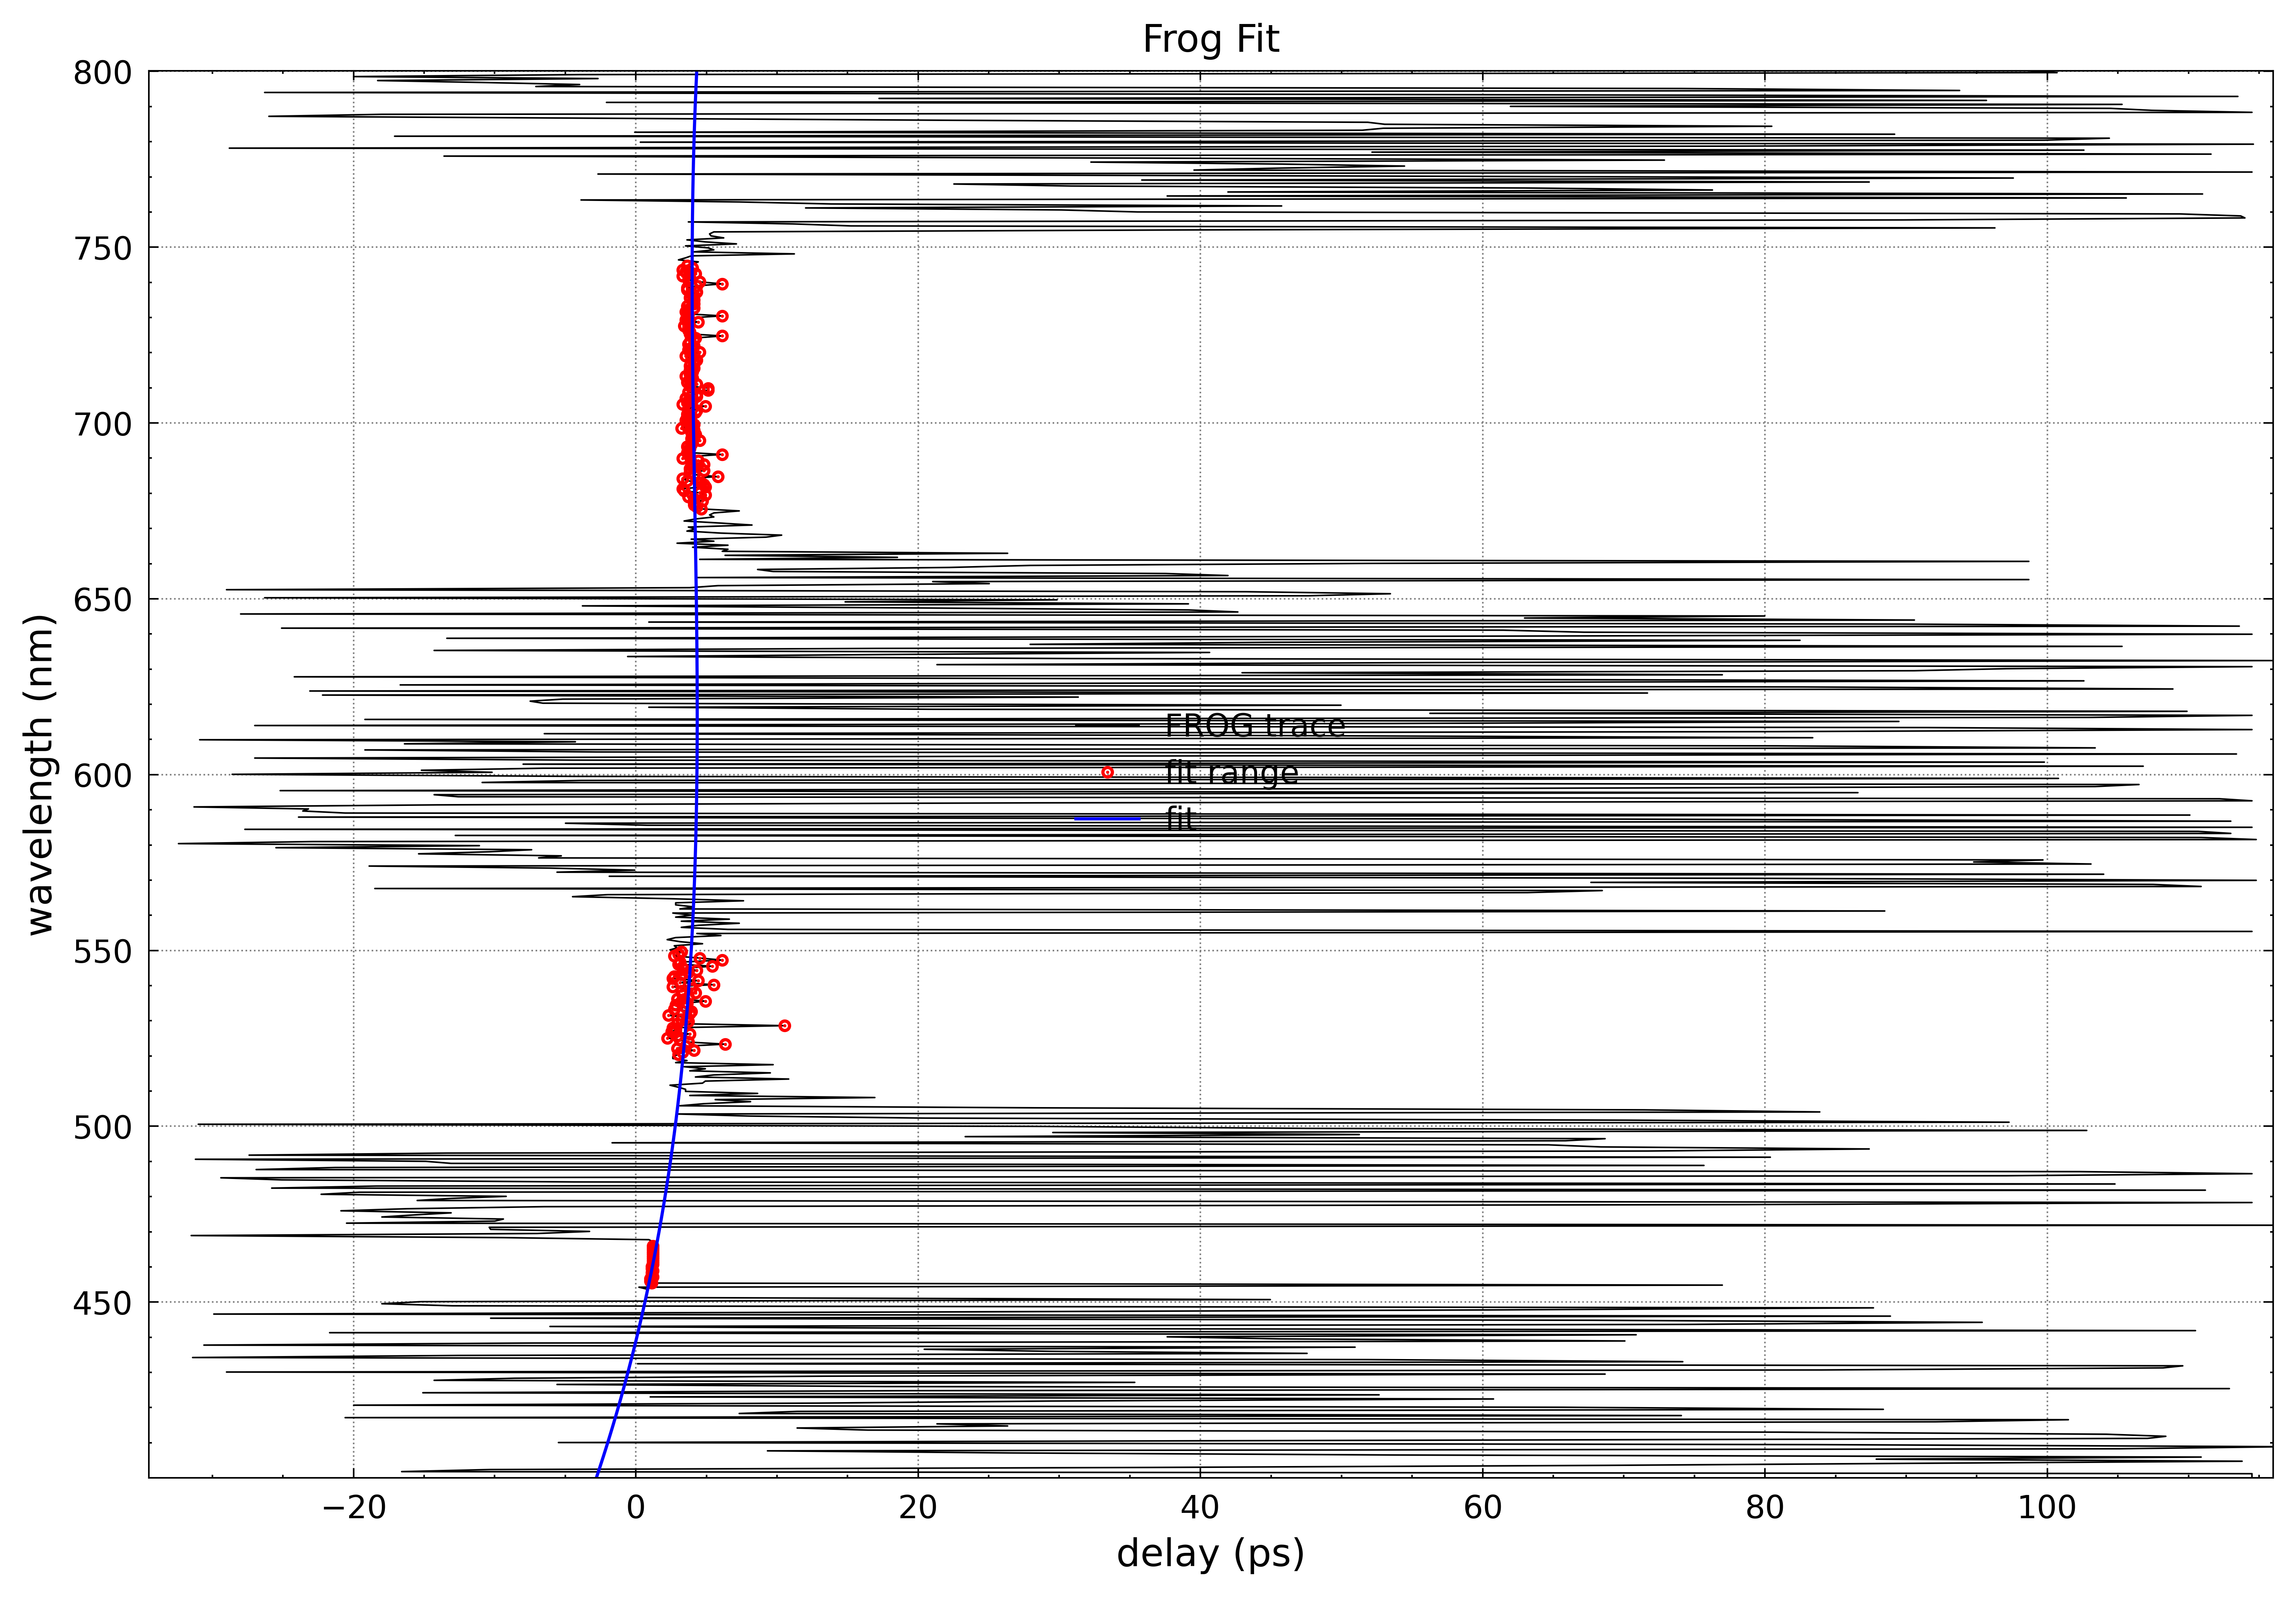 Frog Fit
800
750
700
650
600
550
500
450
wavelength (nm)
FROG trace
fit range
fit
−20 0 20 40 60 80 100
delay (ps)